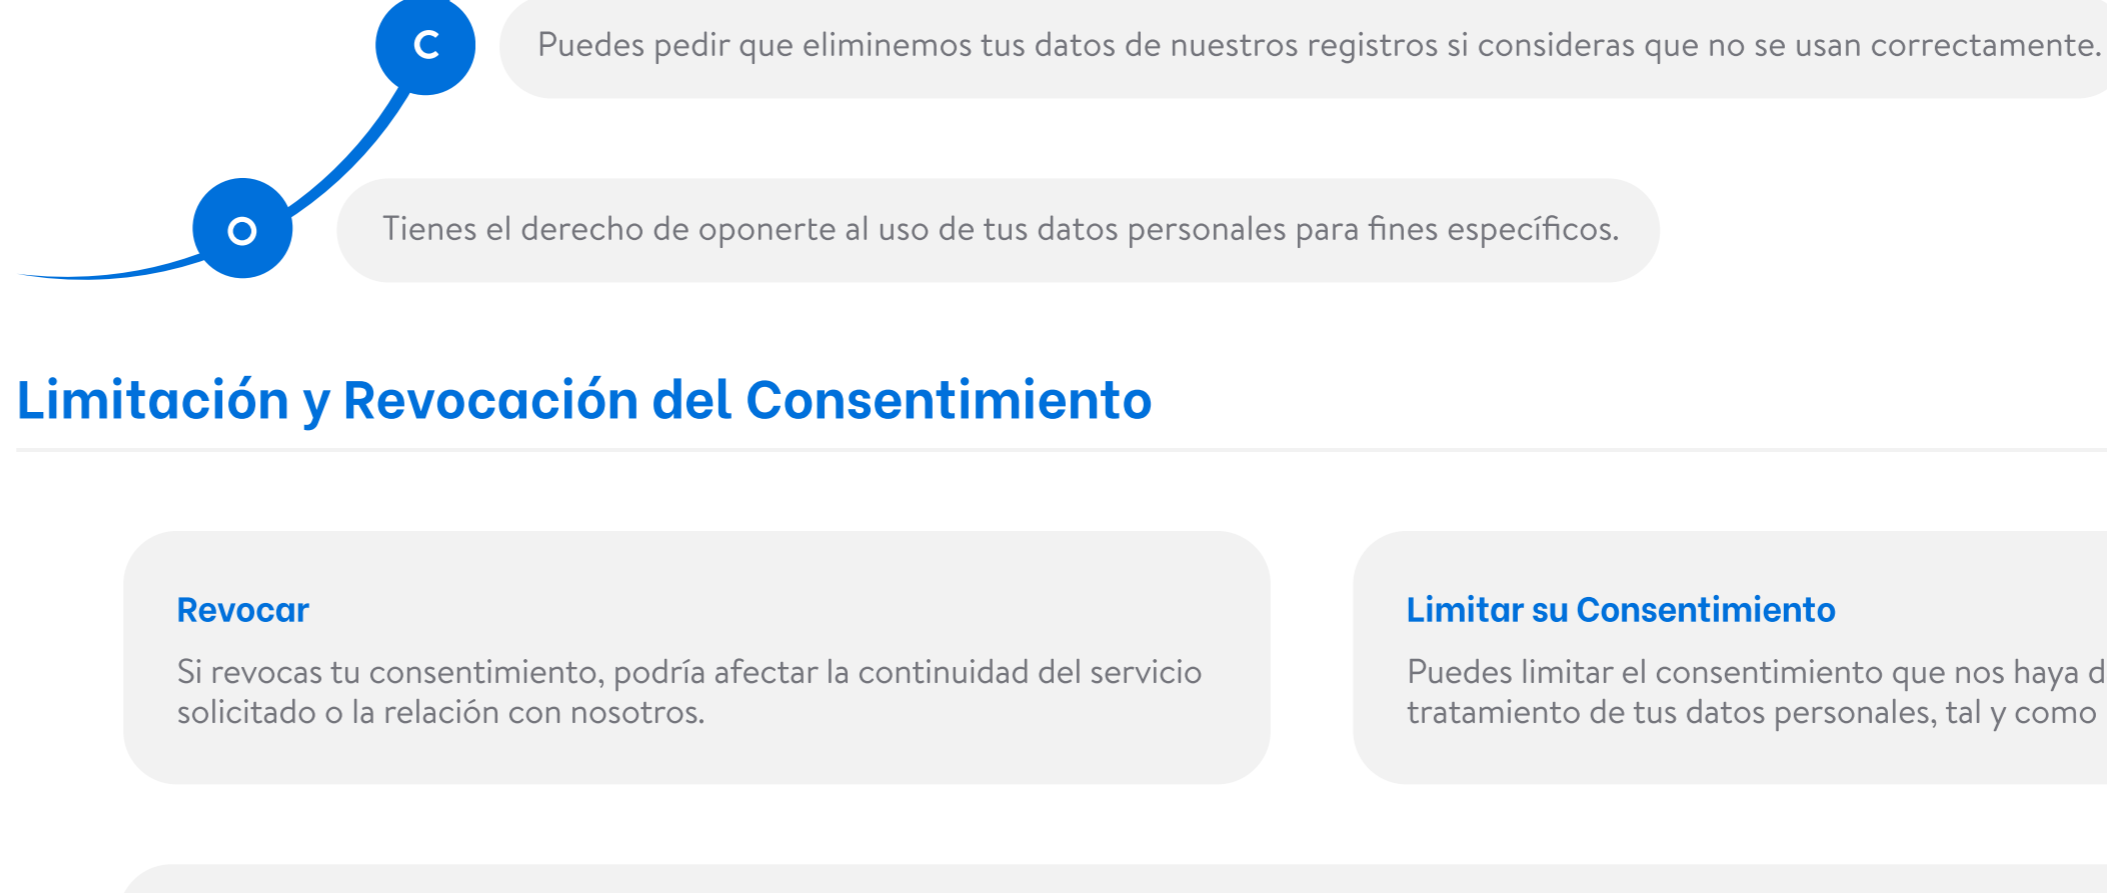 C
Puedes pedir que eliminemos tus datos de nuestros registros si consideras que no se usan correctamente.
O
Tienes el derecho de oponerte al uso de tus datos personales para fines específicos.
Limitación y Revocación del Consentimiento
Revocar
Si revocas tu consentimiento, podría afectar la continuidad del servicio
solicitado o la relación con nosotros.
Limitar su Consentimiento
Puedes limitar el consentimiento que nos haya d
tratamiento de tus datos personales, tal y como